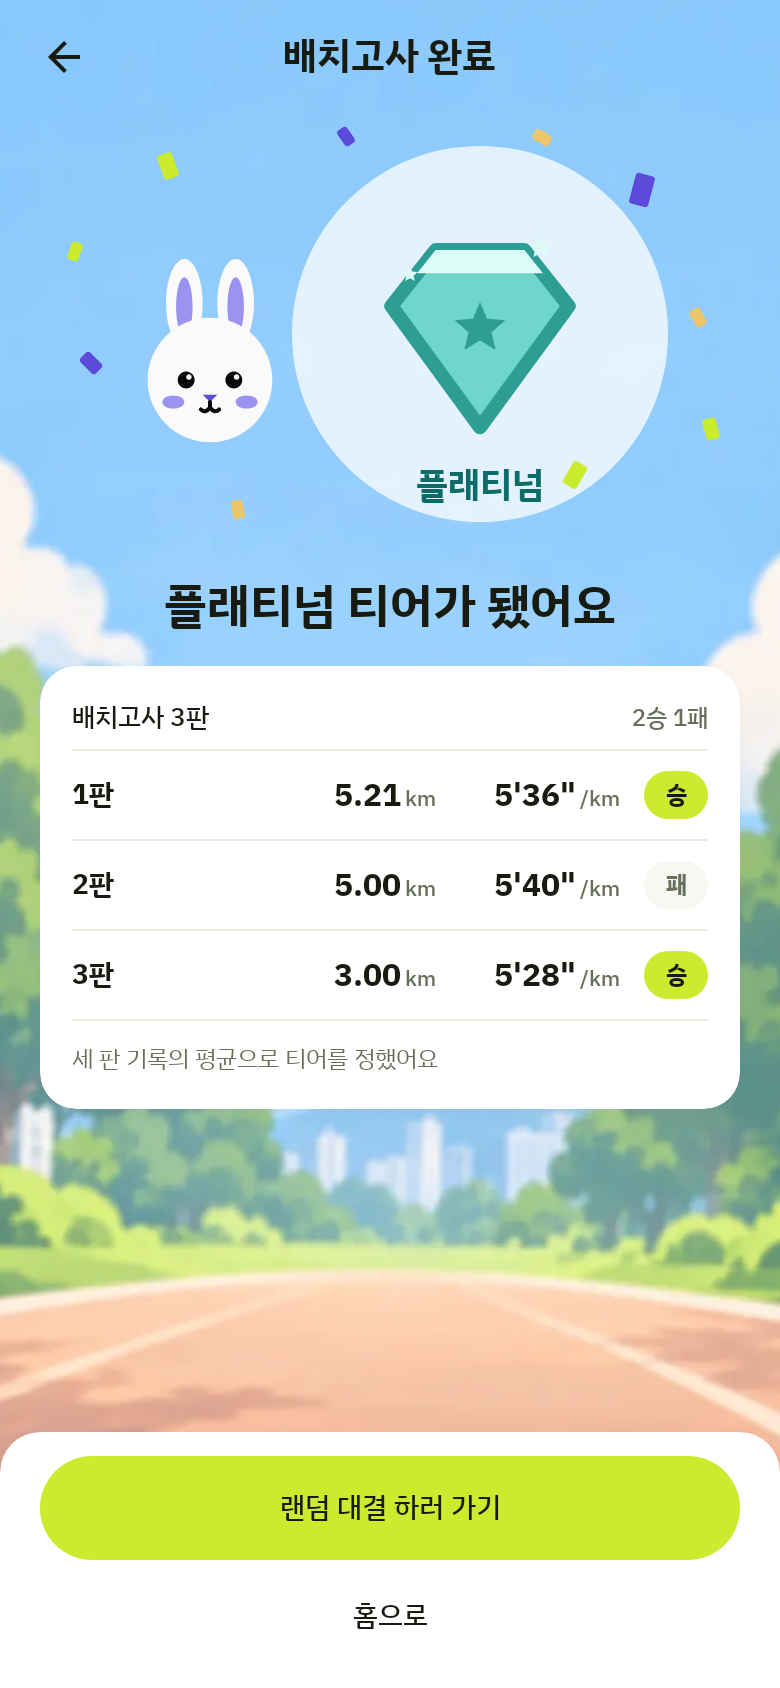 배치고사 완료
플래티넘
플래티넘 티어가 됐어요
배치고사 3판 2승 1패
1판 5.21 km 5'36" /km 승
2판 5.00 km 5'40" /km 패
3판 3.00 km 5'28" /km 승
세 판 기록의 평균으로 티어를 정했어요
랜덤 대결 하러 가기
홈으로